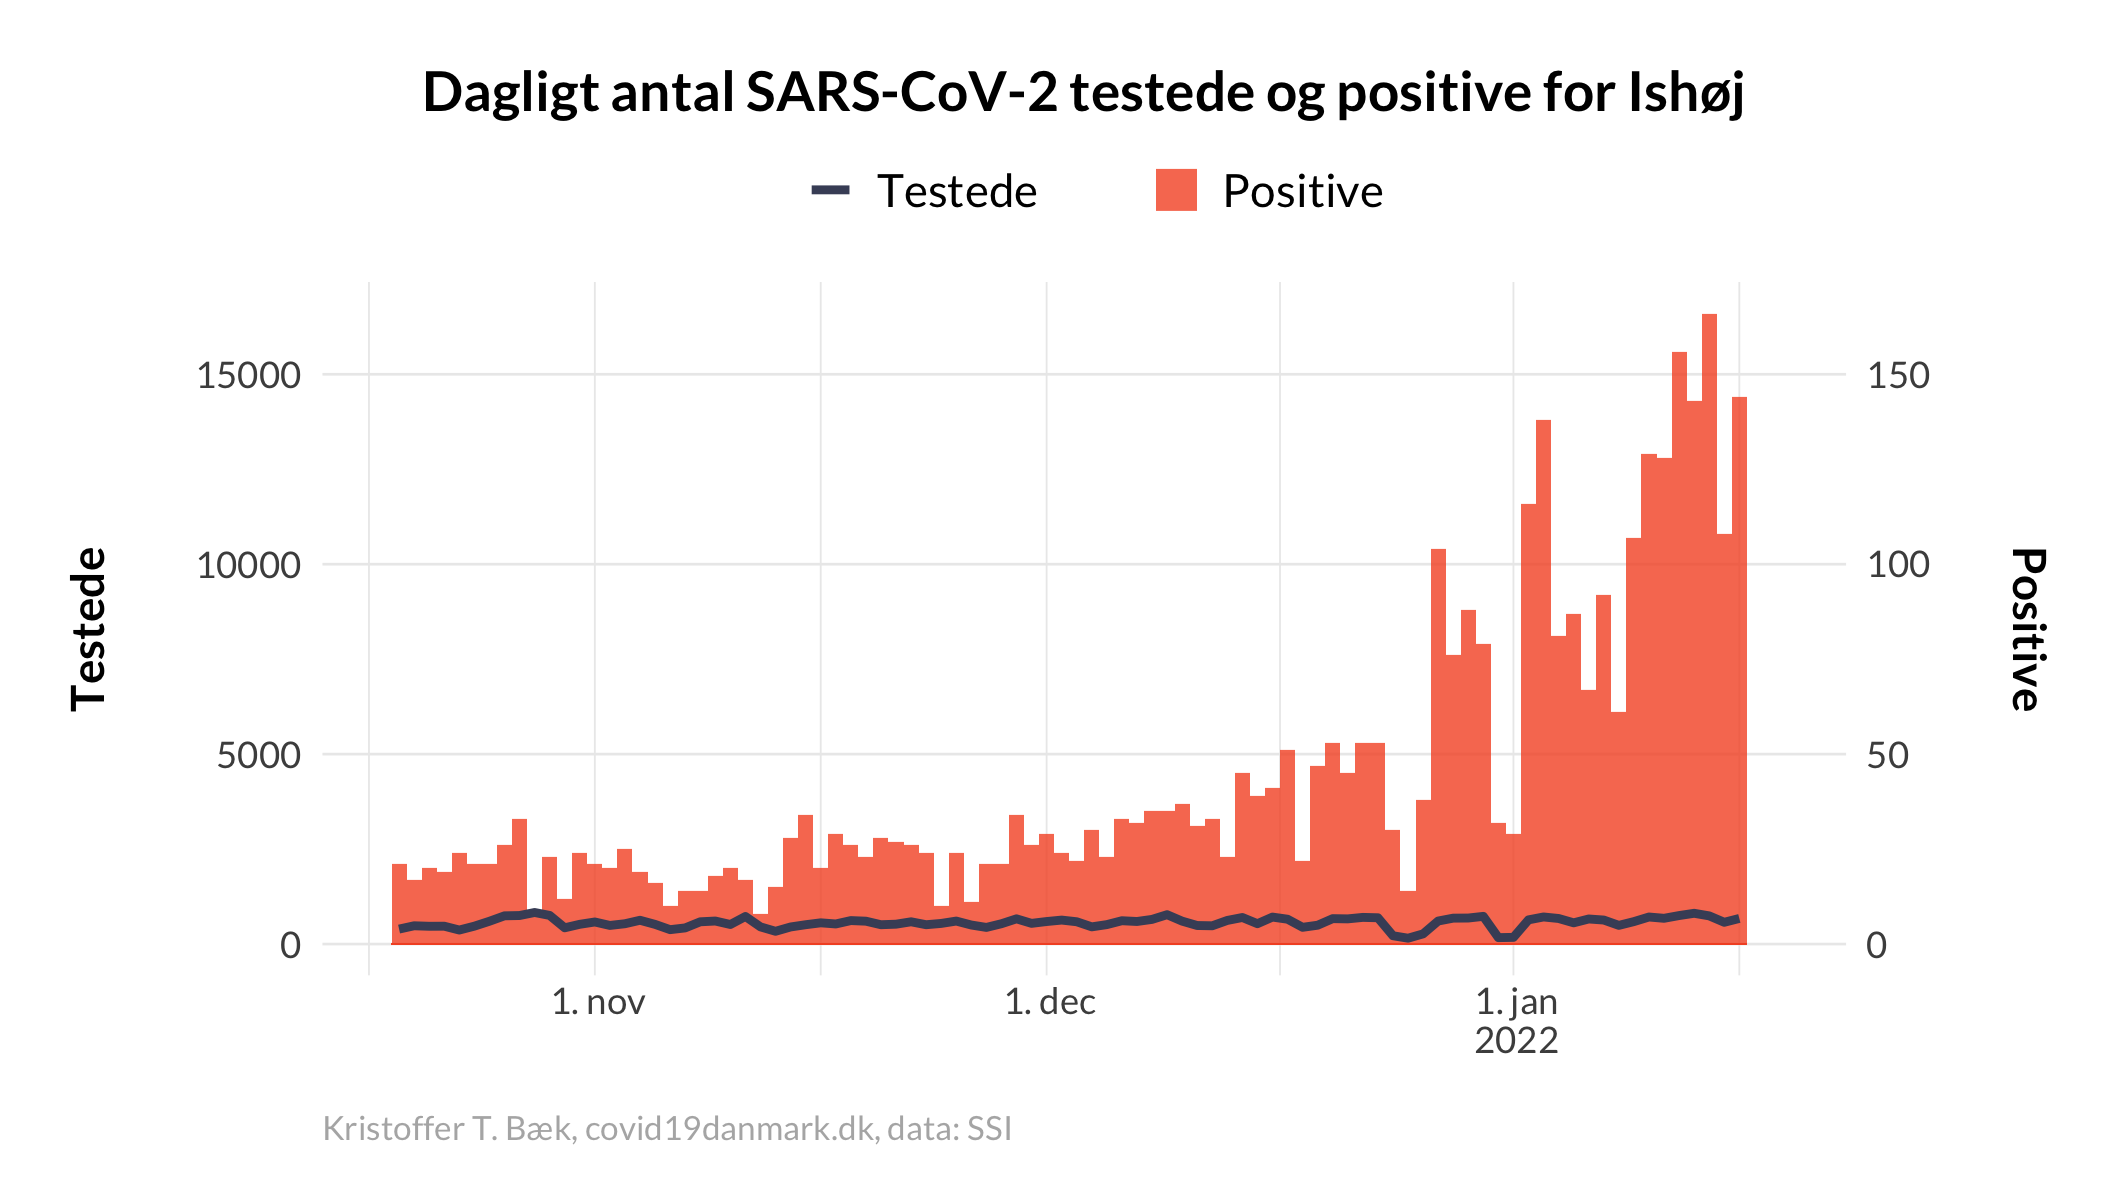 Dagligt antal SARS-CoV-2 testede og positive for Ishøj
Testede
Positive
15000
10000
5000
0
150
100
50
0
Testede
Positive
1. nov
1. dec
1. jan
2022
Kristoffer T. Bæk, covid19danmark.dk, data: SSI